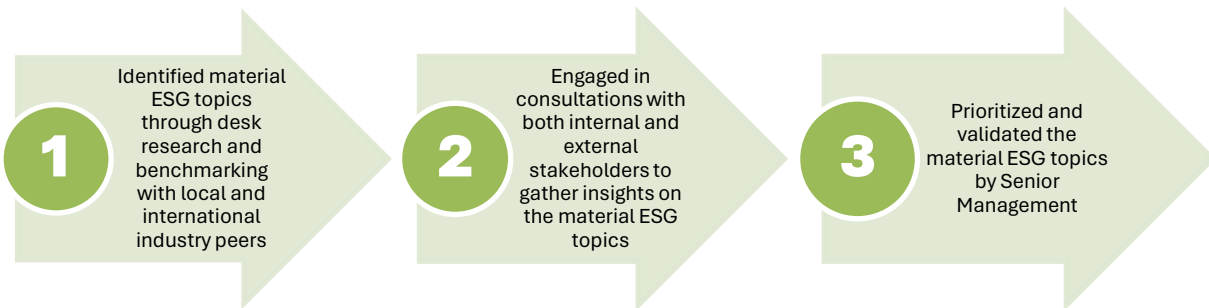 1
Identified material
ESG topics
through desk
research and
benchmarking
with local and
international
industry peers
2
Engaged in
consultations with
both internal and
external
stakeholders to
gather insights on
the material ESG
topics
3
Prioritized and
validated the
material ESG topics
by Senior
Management